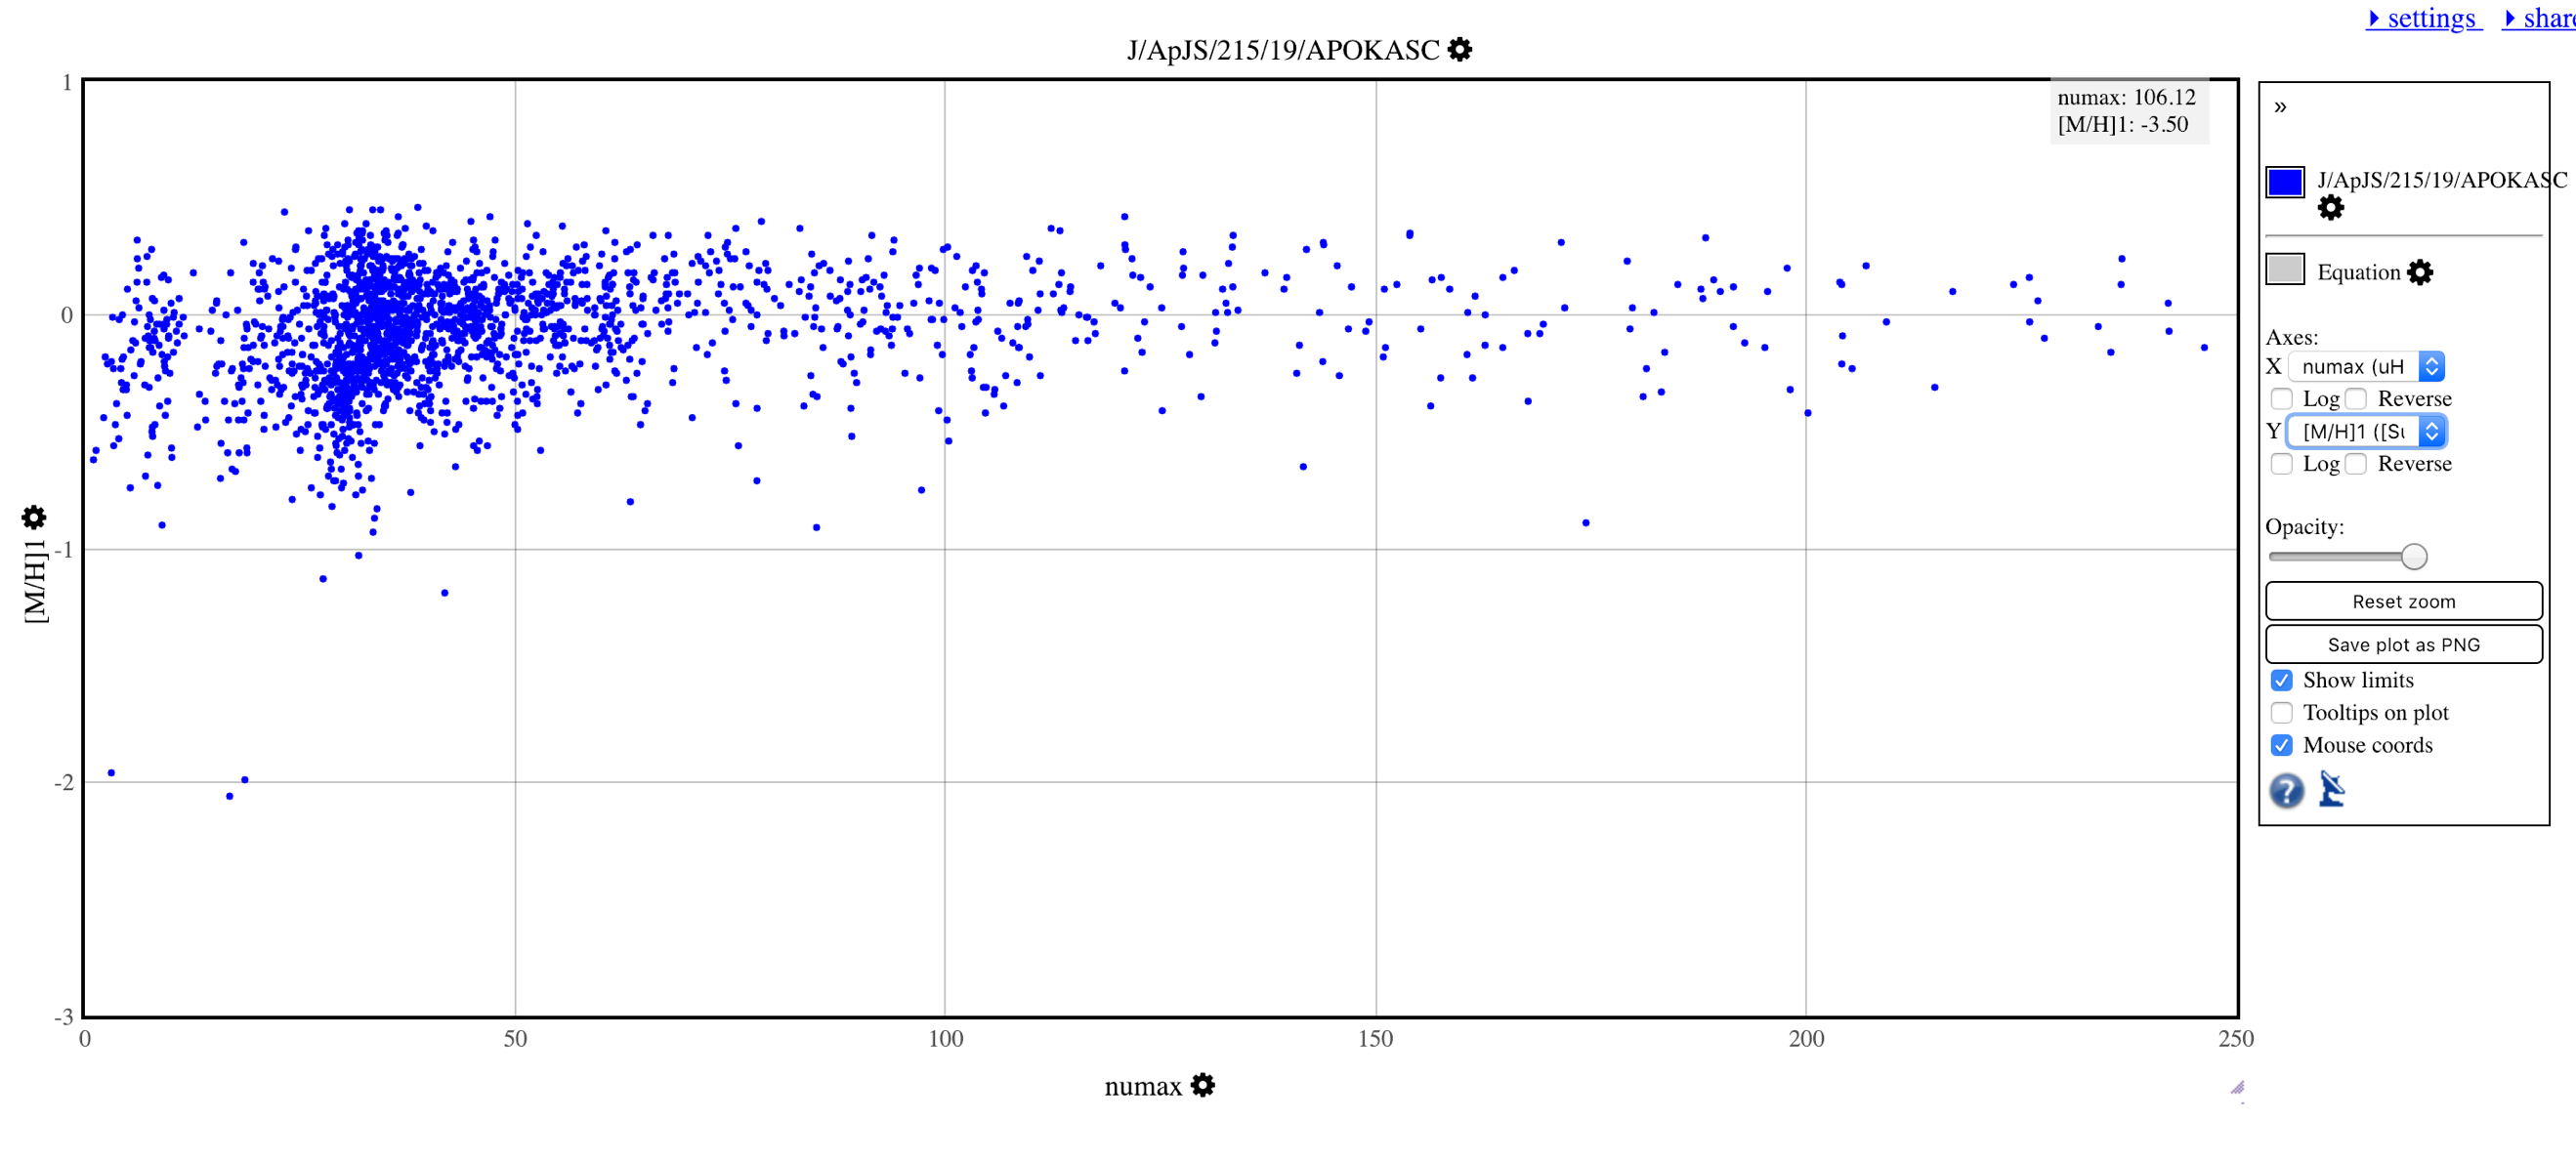 settings share
J/ApJS/215/19/APOKASC
1
0
-1
-2
-3
[M/H]1
numax: 106.12
[M/H]1: -3.50
0 50 100 150 200 250
numax
»
J/ApJS/215/19/APOKASC
Equation
Axes:
X numax (uH
Log Reverse
Y [M/H]1 ([Su
Log Reverse
Opacity:
Reset zoom
Save plot as PNG
Show limits
Tooltips on plot
Mouse coords
?